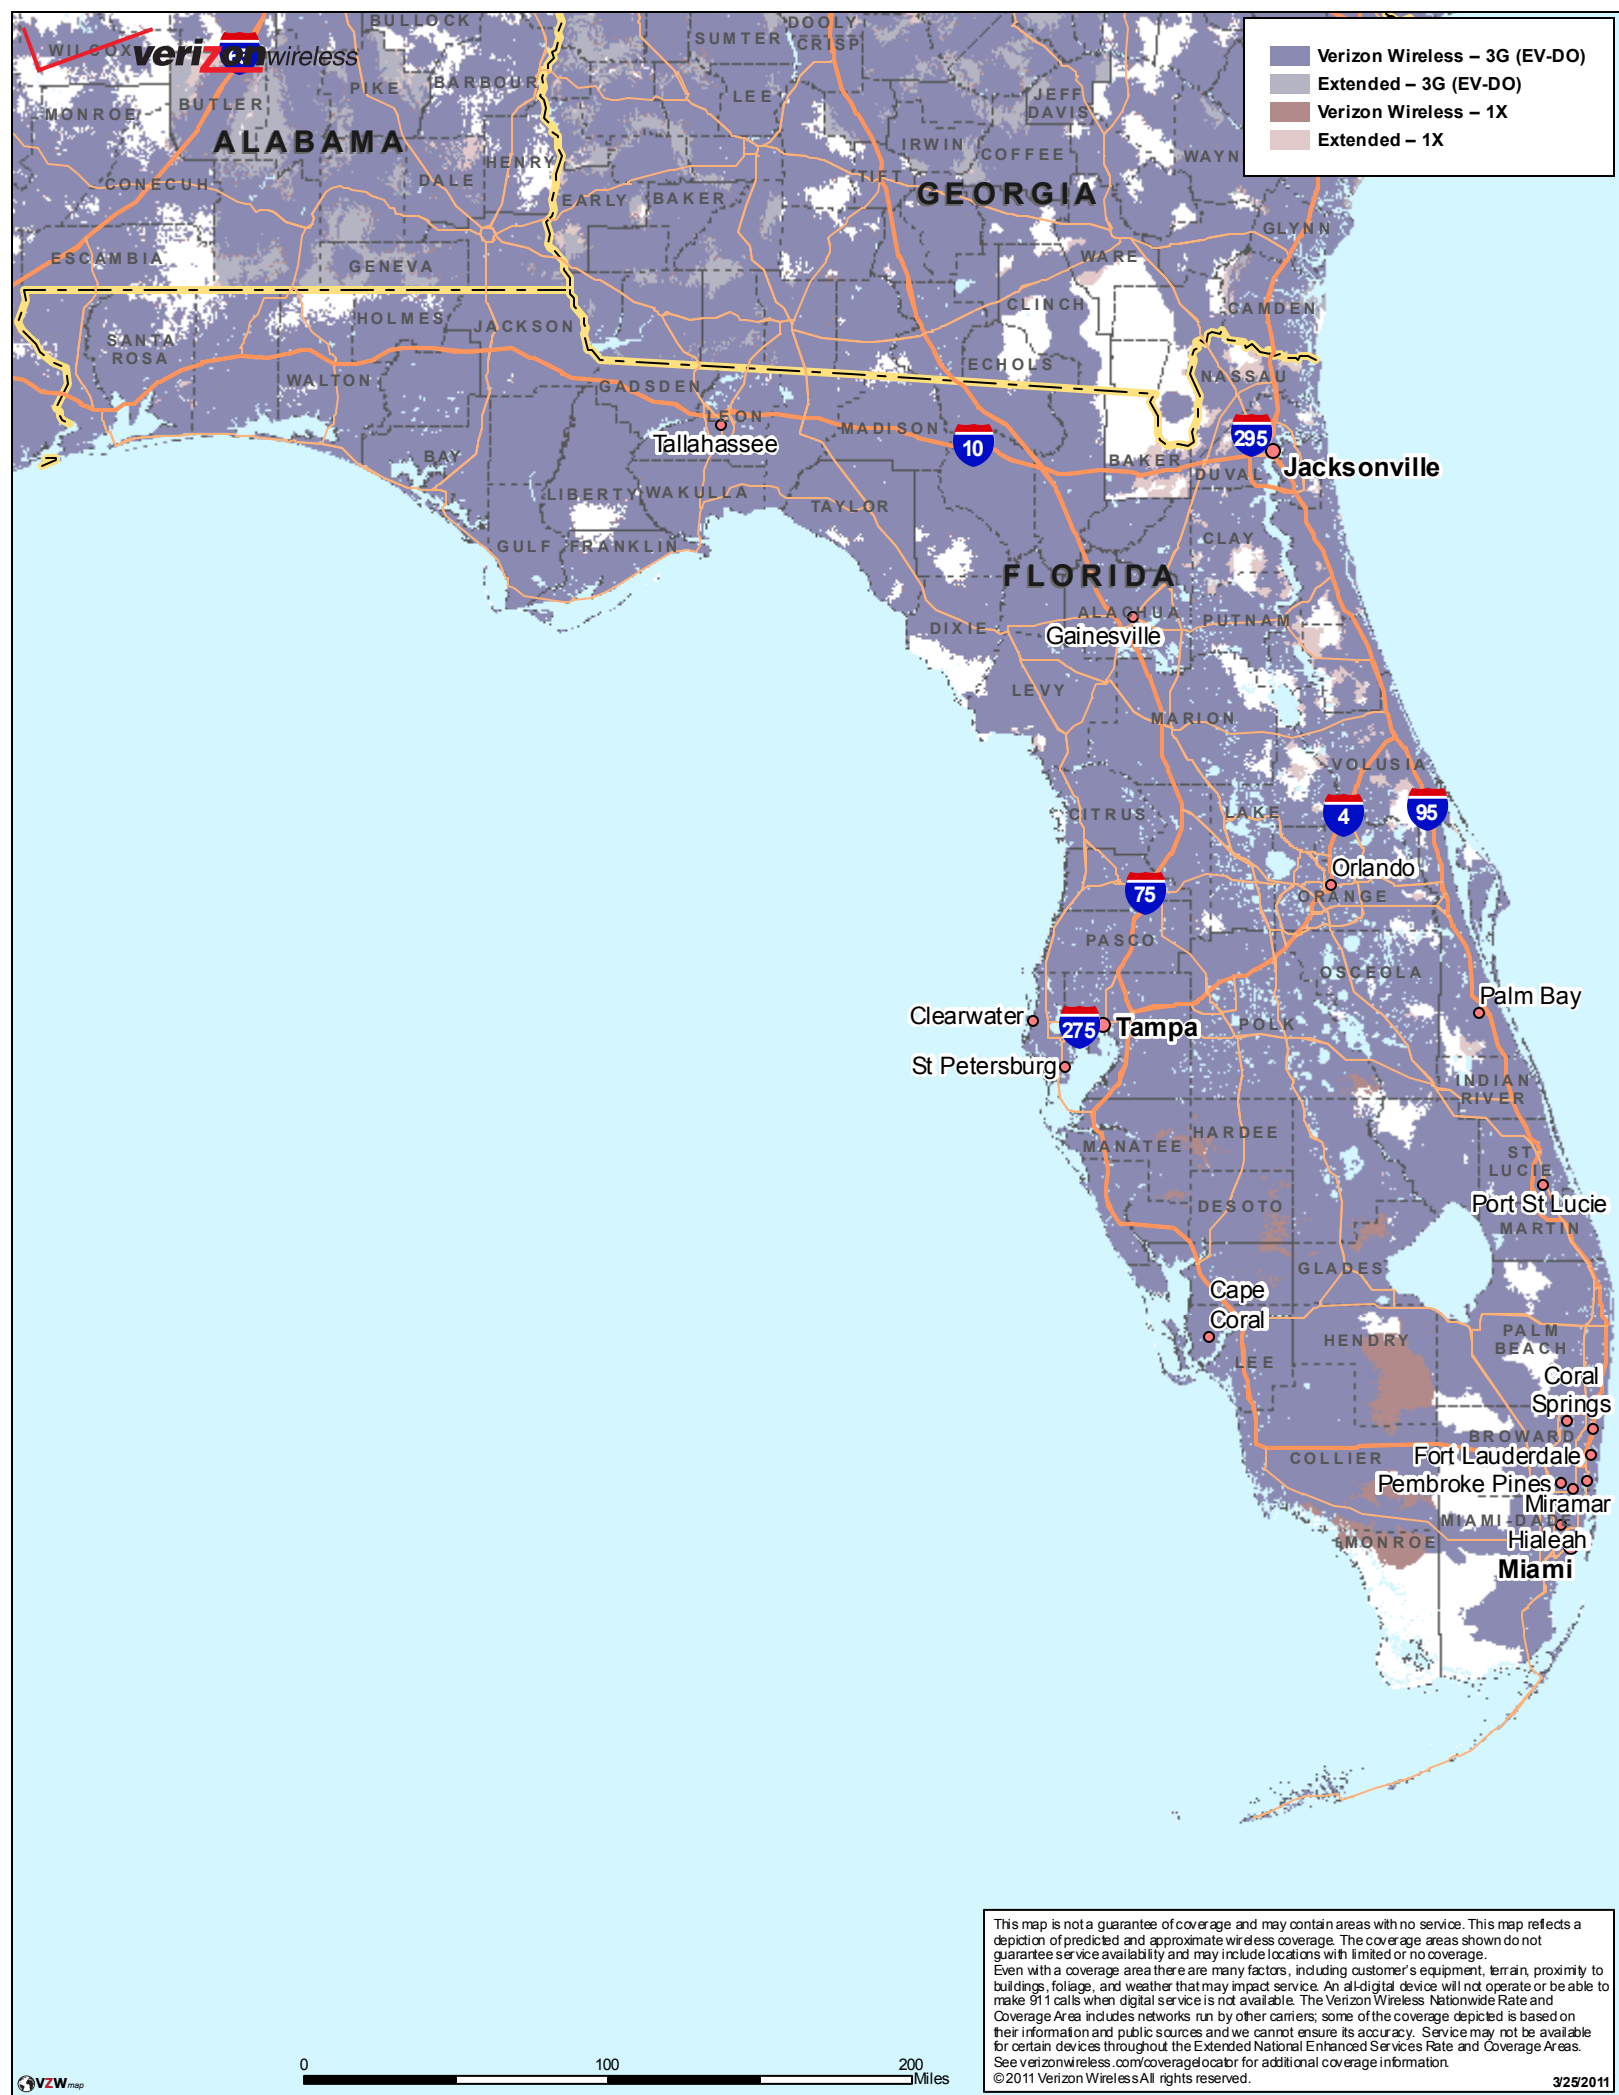 BULLOCK
DOOLY
SUMTER
CRISP
WILCOX
verizonwireless
Verizon Wireless – 3G (EV-DO)
Extended – 3G (EV-DO)
Verizon Wireless – 1X
Extended – 1X
PIKE
BARBOUR
LEE
JEFF
DAVIS
MONROE
BUTLER
ALABAMA
IRWIN
COFFEE
WAYN
HENRY
DALE
TIFT
CONECUH
EARLY
BAKER
GEORGIA
GLYNN
ESCAMBIA
GENEVA
WARE
CLINCH
CAMDEN
HOLMES
JACKSON
SANTA
ROSA
ECHOLS
NASSAU
WALTON
GADSDEN
LEON
Tallahassee
MADISON
10
295
Jacksonville
BAY
BAKER
DUVAL
LIBERTY
WAKULLA
TAYLOR
GULF
FRANKLIN
CLAY
FLORIDA
ALACHUA
Gainesville
DIXIE
PUTNAM
LEVY
MARION
VOLUSIA
CITRUS
LAKE
4
95
Orlando
75
ORANGE
PASCO
OSCEOLA
Palm Bay
Clearwater
275
Tampa
POLK
St Petersburg
INDIAN
RIVER
HARDEE
MANATEE
ST
LUCIE
DESOTO
Port St Lucie
MARTIN
GLADES
Cape
Coral
HENDRY
PALM
BEACH
LEE
Coral
Springs
BROWARD
COLLIER
Fort Lauderdale
Pembroke Pines
Miramar
MIAMI-DADE
MONROE
Hialeah
Miami
This map is not a guarantee of coverage and may contain areas with no service. This map reflects a
depiction of predicted and approximate wireless coverage. The coverage areas shown do not
guarantee service availability and may include locations with limited or no coverage.
Even with a coverage area there are many factors, including customer's equipment, terrain, proximity to
buildings, foliage, and weather that may impact service. An all-digital device will not operate or be able to
make 911 calls when digital service is not available. The Verizon Wireless Nationwide Rate and
Coverage Area includes networks run by other carriers; some of the coverage depicted is based on
their information and public sources and we cannot ensure its accuracy. Service may not be available
for certain devices throughout the Extended National Enhanced Services Rate and Coverage Areas.
See verizonwireless.com/coveragelocator for additional coverage information.
©2011 Verizon Wireless All rights reserved.
3/25/2011
0
100
200
Miles
VZWmap